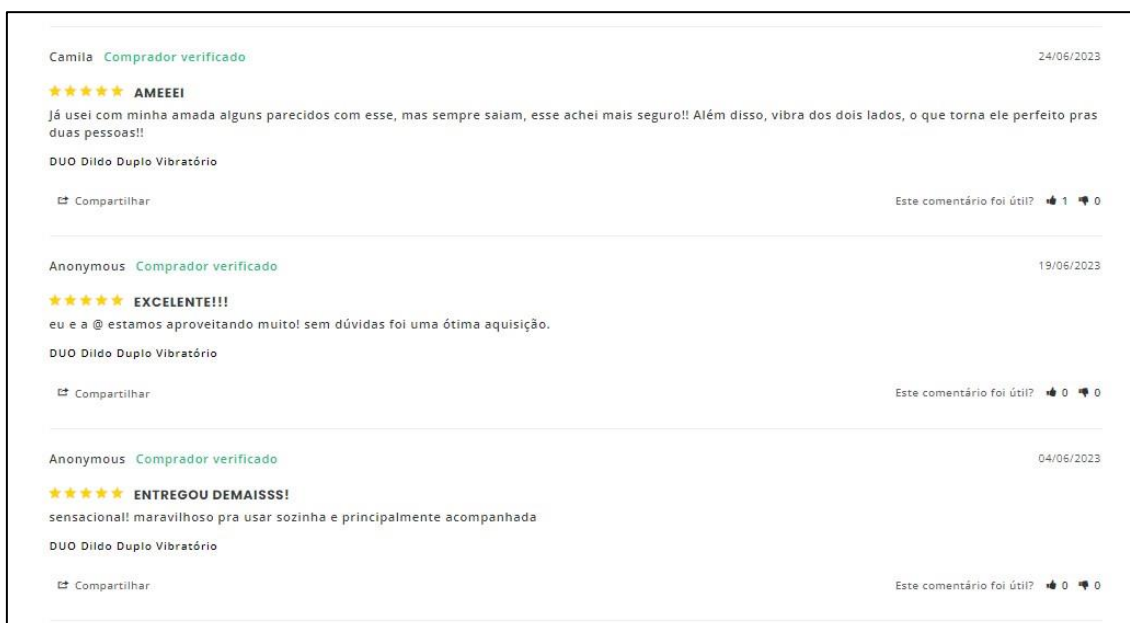 Camila Comprador verificado 24/06/2023
AMEEEI
Já usei com minha amada alguns parecidos com esse, mas sempre saiam, esse achei mais seguro!! Além disso, vibra dos dois lados, o que torna ele perfeito pras
duas pessoas!!
DUO Dildo Duplo Vibratório
Compartilhar Este comentário foi útil? 1 0
Anonymous Comprador verificado 19/06/2023
EXCELENTE!!!
eu e a @ estamos aproveitando muito! sem dúvidas foi uma ótima aquisição.
DUO Dildo Duplo Vibratório
Compartilhar Este comentário foi útil? 0 0
Anonymous Comprador verificado 04/06/2023
ENTREGOU DEMAISSS!
sensacional! maravilhoso pra usar sozinha e principalmente acompanhada
DUO Dildo Duplo Vibratório
Compartilhar Este comentário foi útil? 0 0